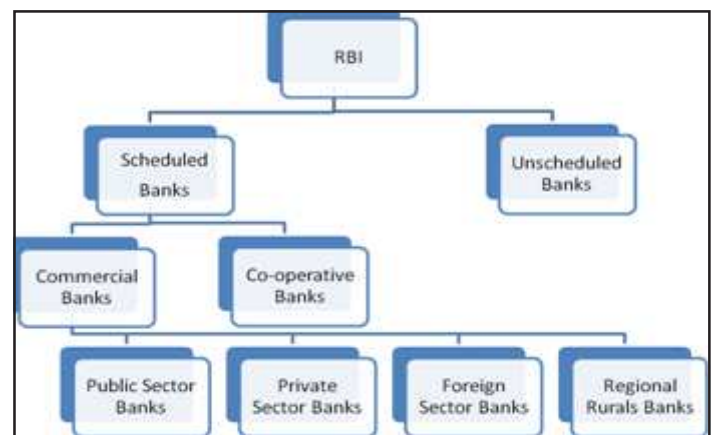 RBI
Scheduled
Banks
Unscheduled
Banks
Commercial
Banks
Co-operative
Banks
Public Sector
Banks
Private
Sector Banks
Foreign
Sector Banks
Regional
Rurals Banks